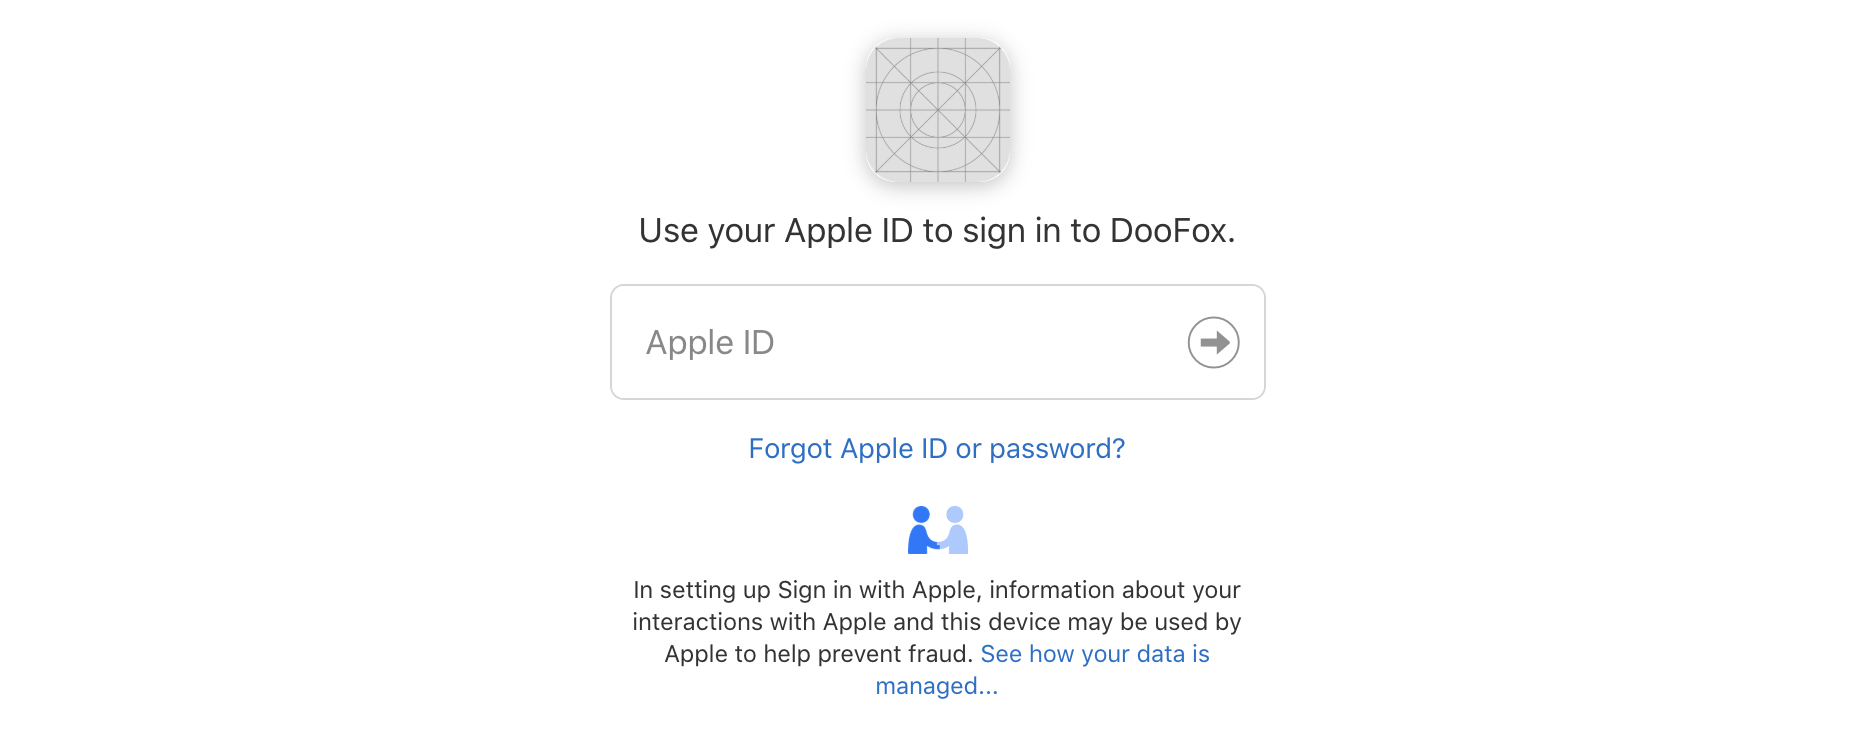 Use your Apple ID to sign in to DooFox.
Apple ID
Forgot Apple ID or password?
In setting up Sign in with Apple, information about your
interactions with Apple and this device may be used by
Apple to help prevent fraud. See how your data is
managed...